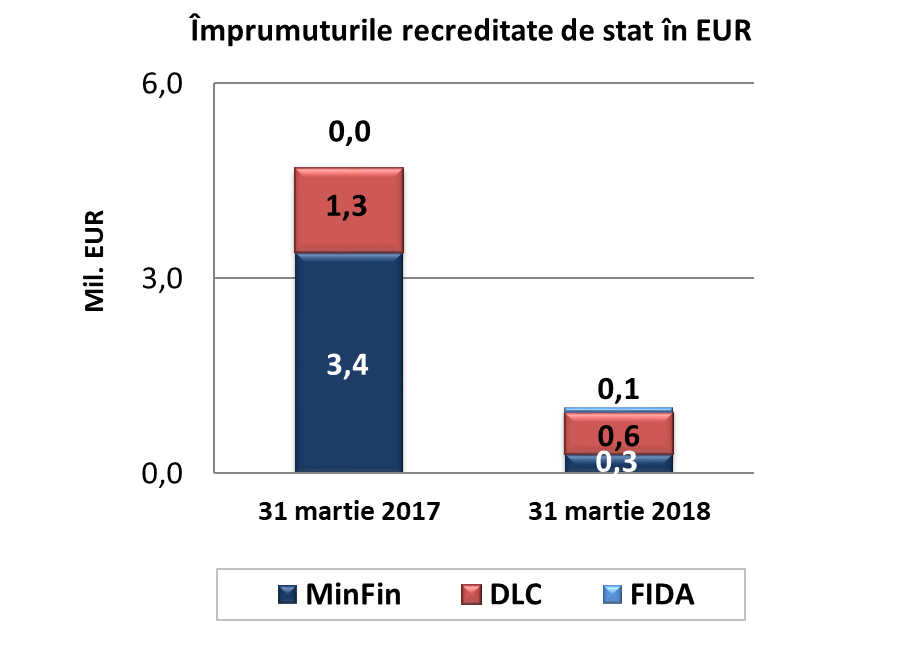 Împrumuturile recreditate de stat în EUR
Mil. EUR
6,0
3,0
0,0
0,0
1,3
3,4
0,1
0,6
0,3
31 martie 2017
31 martie 2018
MinFin
DLC
FIDA